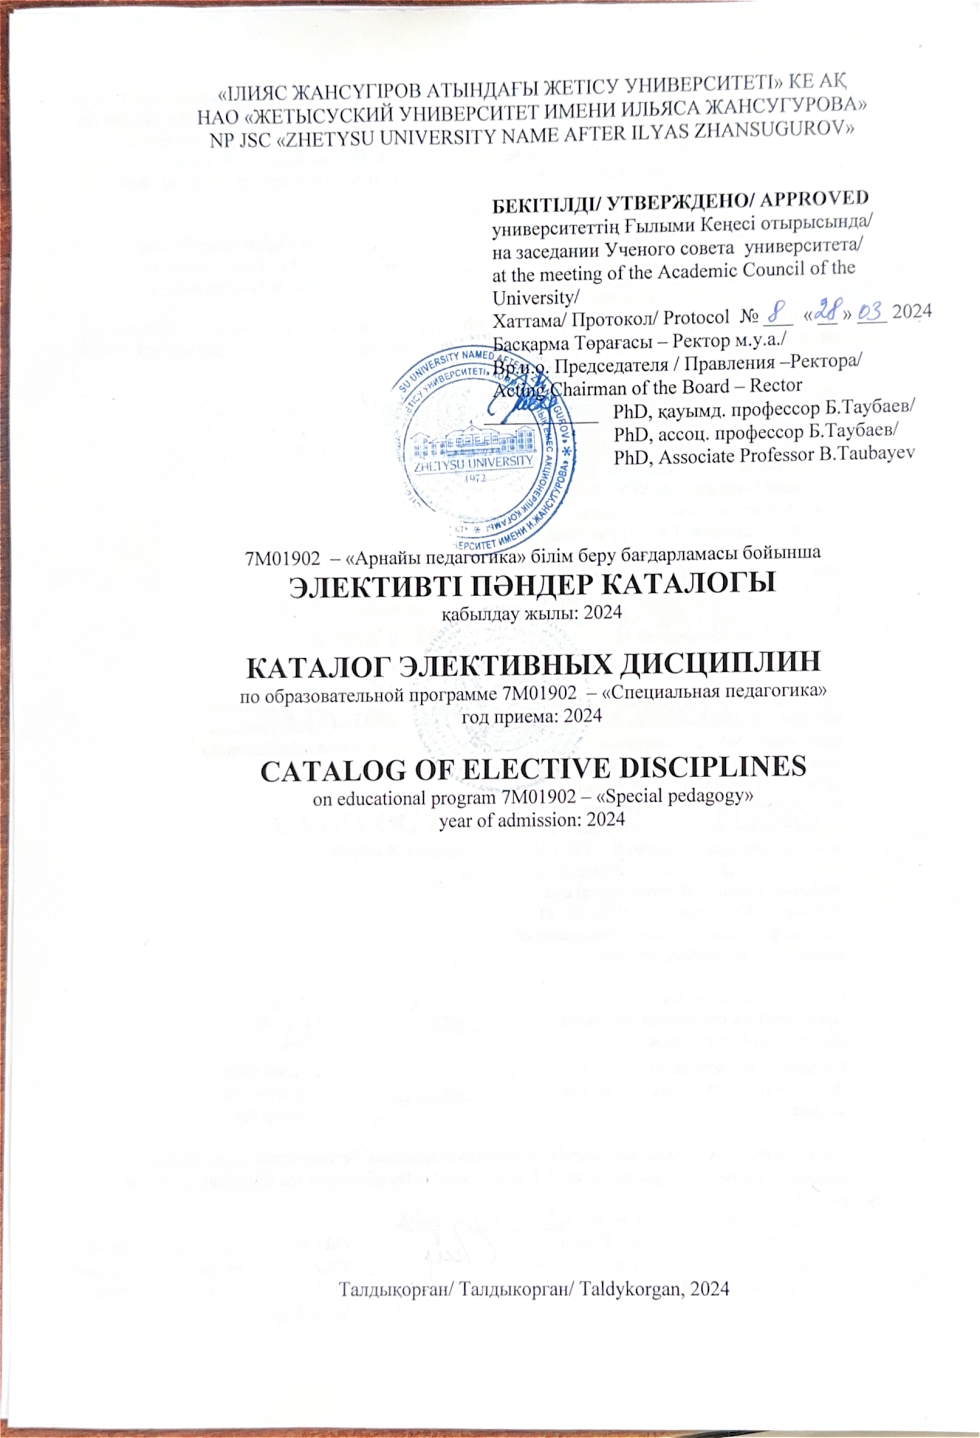 «ІЛИЯС ЖАНСҮГІРОВ АТЫНДАҒЫ ЖЕТІСУ УНИВЕРСИТЕТІ» КЕ АҚ
НАО «ЖЕТЫСУСКИЙ УНИВЕРСИТЕТ ИМЕНИ ИЛЬЯСА ЖАНСУГУРОВА»
NP JSC «ZHETYSU UNIVERSITY NAME AFTER ILYAS ZHANSUGUROV»
БЕКІТІЛДІ/ УТВЕРЖДЕНО/ APPROVED
университеттің Ғылыми Кеңесі отырысында/
на заседании Ученого совета университета/
at the meeting of the Academic Council of the
University/
Хаттама/ Протокол/ Protocol № 8 «28» 03 2024
Басқарма Төрағасы – Ректор м.у.а./
Вр.и.о. Председателя / Правления –Ректора/
Acting Chairman of the Board – Rector
PhD, қауымд. профессор Б.Таубаев/
PhD, ассоц. профессор Б.Таубаев/
PhD, Associate Professor B.Taubayev
ZHETYSU UNIVERSITY
1972
7М01902 – «Арнайы педагогика» білім беру бағдарламасы бойынша
ЭЛЕКТИВТІ ПӘНДЕР КАТАЛОГЫ
қабылдау жылы: 2024
КАТАЛОГ ЭЛЕКТИВНЫХ ДИСЦИПЛИН
по образовательной программе 7М01902 – «Специальная педагогика»
год приема: 2024
CATALOG OF ELECTIVE DISCIPLINES
on educational program 7M01902 – «Special pedagogy»
year of admission: 2024
Талдықорған/ Талдыкорган/ Taldykorgan, 2024